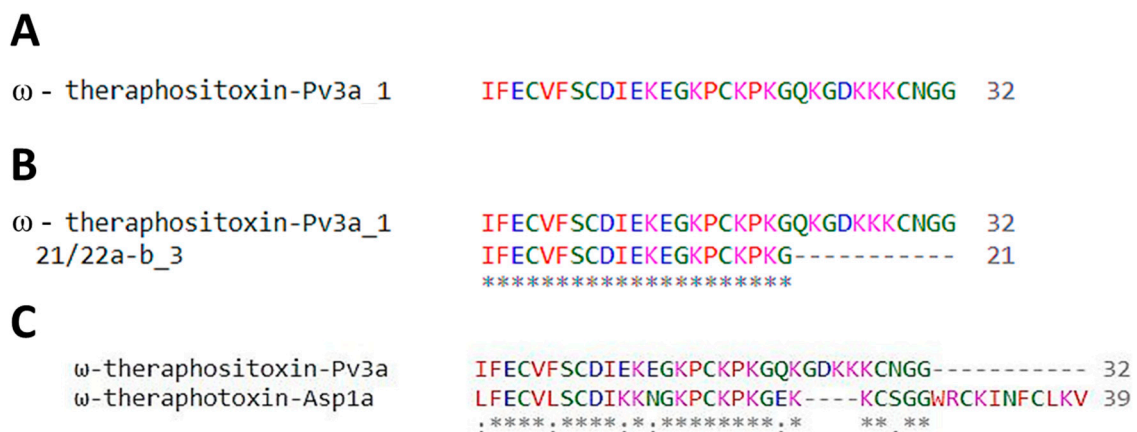 A
ω - theraphositoxin-Pv3a_1 IFECVFSCDIEKEGKPCKPKGQKGDKKKCNGG 32
B
ω - theraphositoxin-Pv3a_1 IFECVFSCDIEKEGKPCKPKGQKGDKKKCNGG 32
21/22a-b_3 IFECVFSCDIEKEGKPCKPKG----------- 21
*********************
C
ω-theraphositoxin-Pv3a IFECVFSCDIEKEGKPCKPKGQKGDKKKCNGG----------- 32
ω-theraphotoxin-Asp1a LFECVLSCDIKKNGKPCKPKGEK----KCSGGWRCKINFCLKV 39
:****:****:*:********:*    **.**